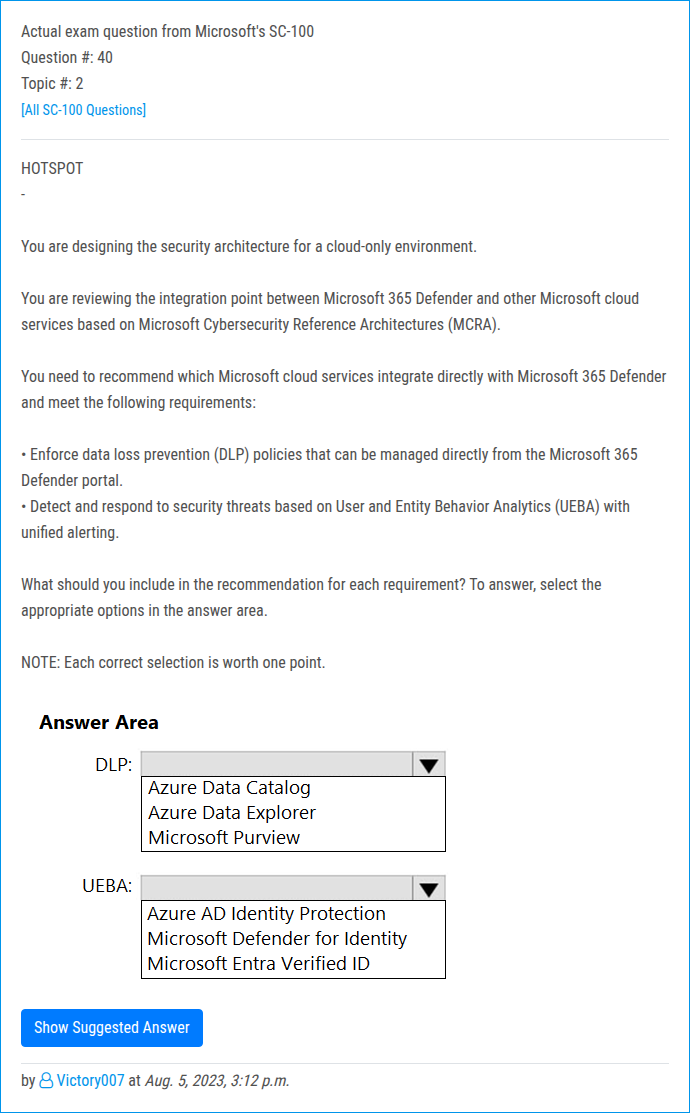 Actual exam question from Microsoft's SC-100
Question #: 40
Topic #: 2
[All SC-100 Questions]
HOTSPOT
-
You are designing the security architecture for a cloud-only environment.
You are reviewing the integration point between Microsoft 365 Defender and other Microsoft cloud
services based on Microsoft Cybersecurity Reference Architectures (MCRA).
You need to recommend which Microsoft cloud services integrate directly with Microsoft 365 Defender
and meet the following requirements:
• Enforce data loss prevention (DLP) policies that can be managed directly from the Microsoft 365
Defender portal.
• Detect and respond to security threats based on User and Entity Behavior Analytics (UEBA) with
unified alerting.
What should you include in the recommendation for each requirement? To answer, select the
appropriate options in the answer area.
NOTE: Each correct selection is worth one point.
Answer Area
DLP:
Azure Data Catalog
Azure Data Explorer
Microsoft Purview
UEBA:
Azure AD Identity Protection
Microsoft Defender for Identity
Microsoft Entra Verified ID
Show Suggested Answer
by Victory007 at Aug. 5, 2023, 3:12 p.m.